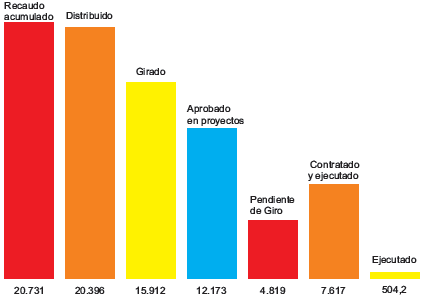 Recaudo
acumulado
Distribuido
Girado
Aprobado
en proyectos
Pendiente
de Giro
Contratado
y ejecutado
Ejecutado
20.731
20.396
15.912
12.173
4.819
7.617
504,2